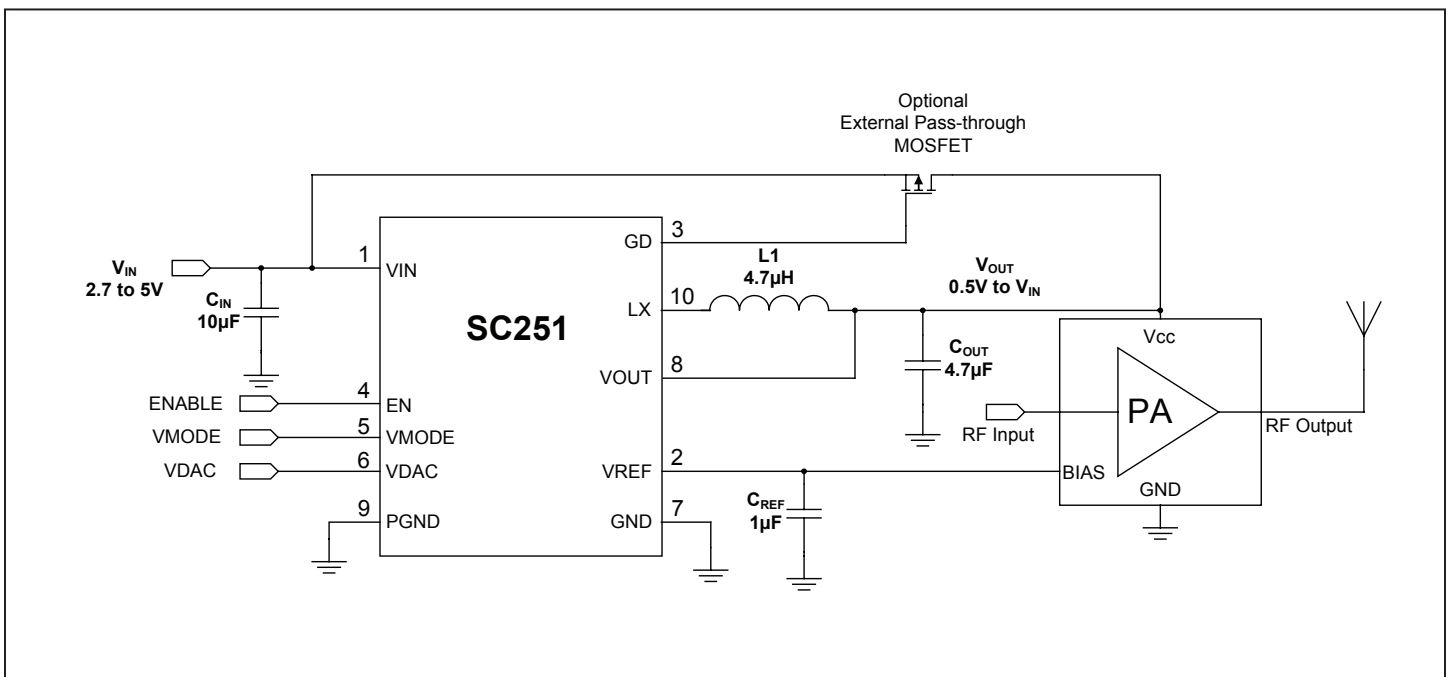 Optional
External Pass-through
MOSFET
3
GD
1
VIN
VIN
2.7 to 5V
CIN
10µF
L1
4.7µH
VOUT
0.5V to VIN
10
LX
SC251
Vcc
COUT
4.7µF
8
VOUT
ENABLE
4
EN
VMODE
5
VMODE
VDAC
6
VDAC
PA
RF Input
RF Output
2
VREF
BIAS
GND
CREF
1µF
9
PGND
7
GND